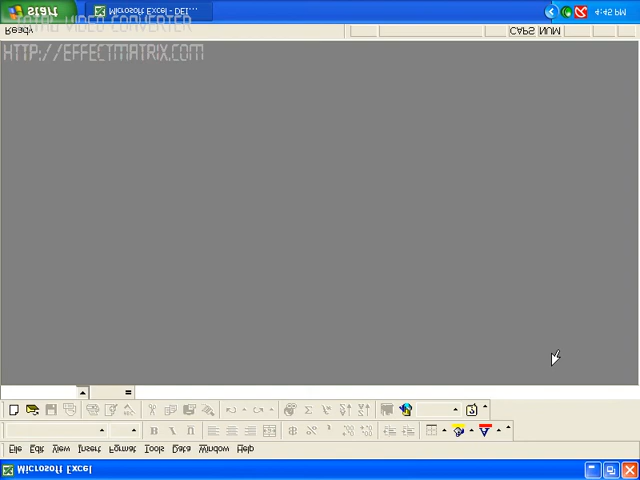 Start
Microsoft Excel - DEI...
4:45 PM
TOTAL VIDEO CONVERTER
Ready
CAPS NUM
HTTP://EFFECTMATRIX.COM
=
File Edit View Insert Format Tools Data Window Help
Microsoft Excel